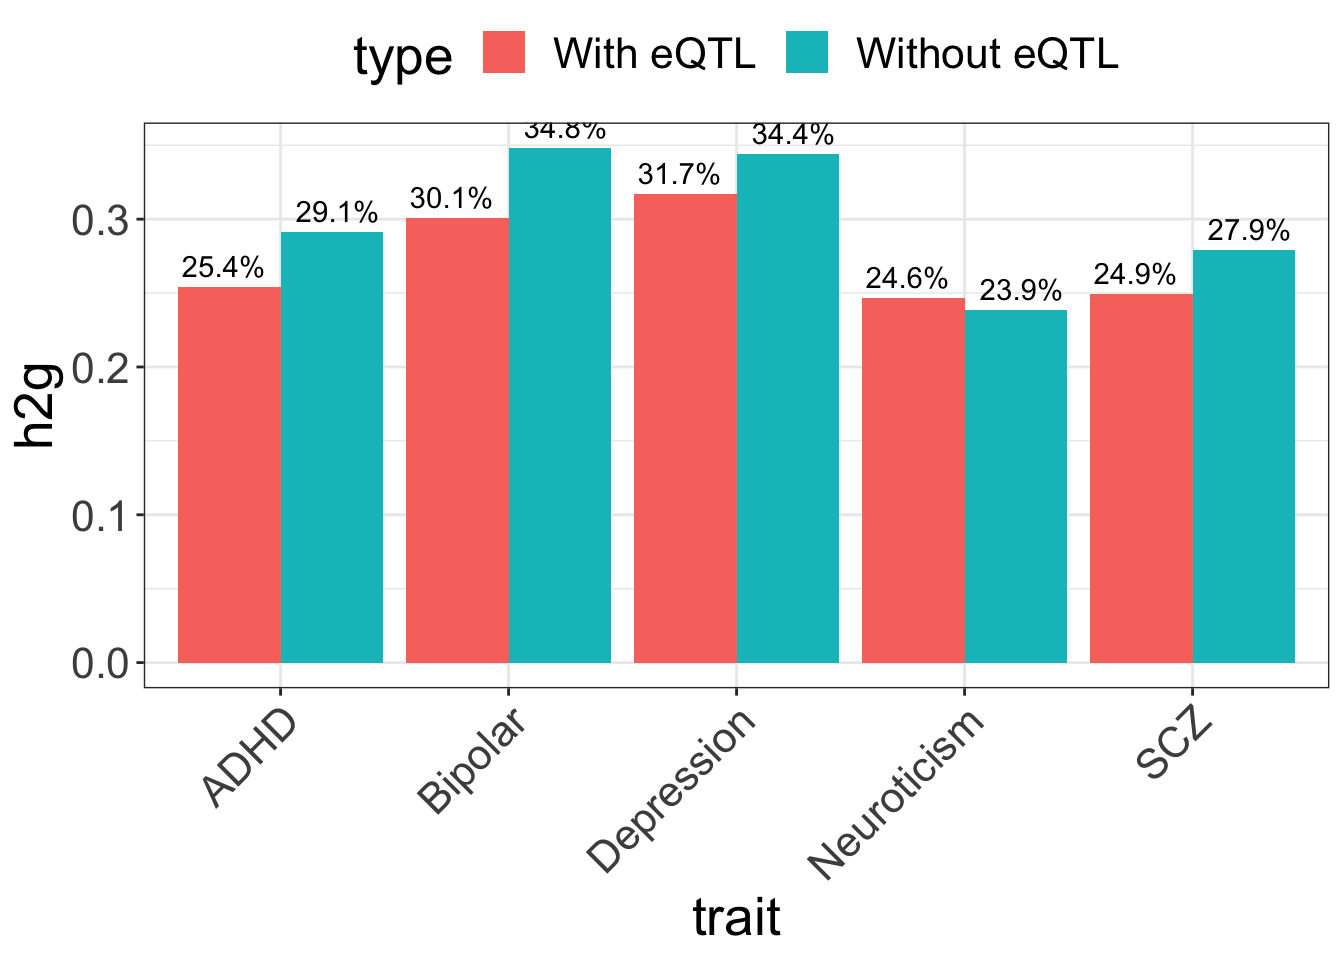 type With eQTL Without eQTL
34.8% 34.4%
31.7%
30.1%
29.1%
27.9%
25.4%
24.6% 23.9% 24.9%
0.3
0.2
0.1
0.0
h2g
ADHD Bipolar Depression Neuroticism SCZ
trait